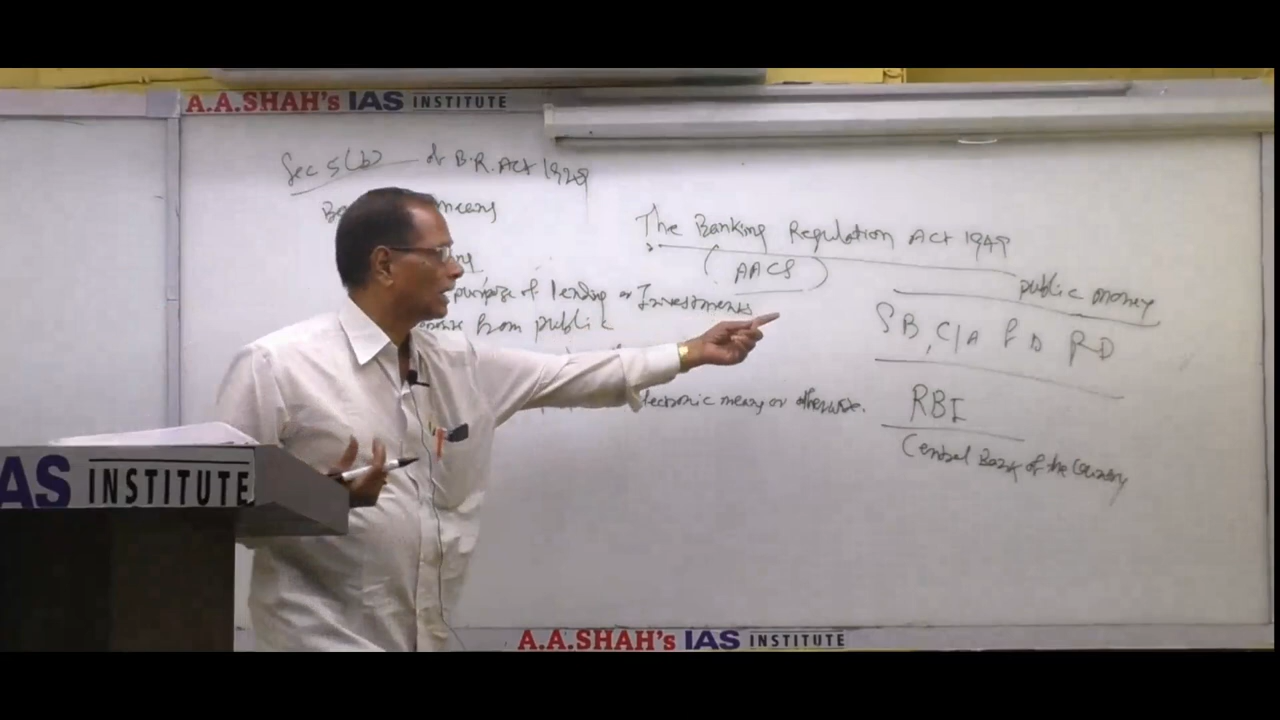 A.A.SHAH's IAS INSTITUTE
Sec 5(b) of B.R. Act 1949
means
purpose of lending or Investments
from public
electronic means or otherwise.
The Banking Regulation Act 1949
(AACS)
public money
SB, C/A FD RD
RBI
Central Bank of the Country
IAS INSTITUTE
A.A.SHAH's IAS INSTITUTE